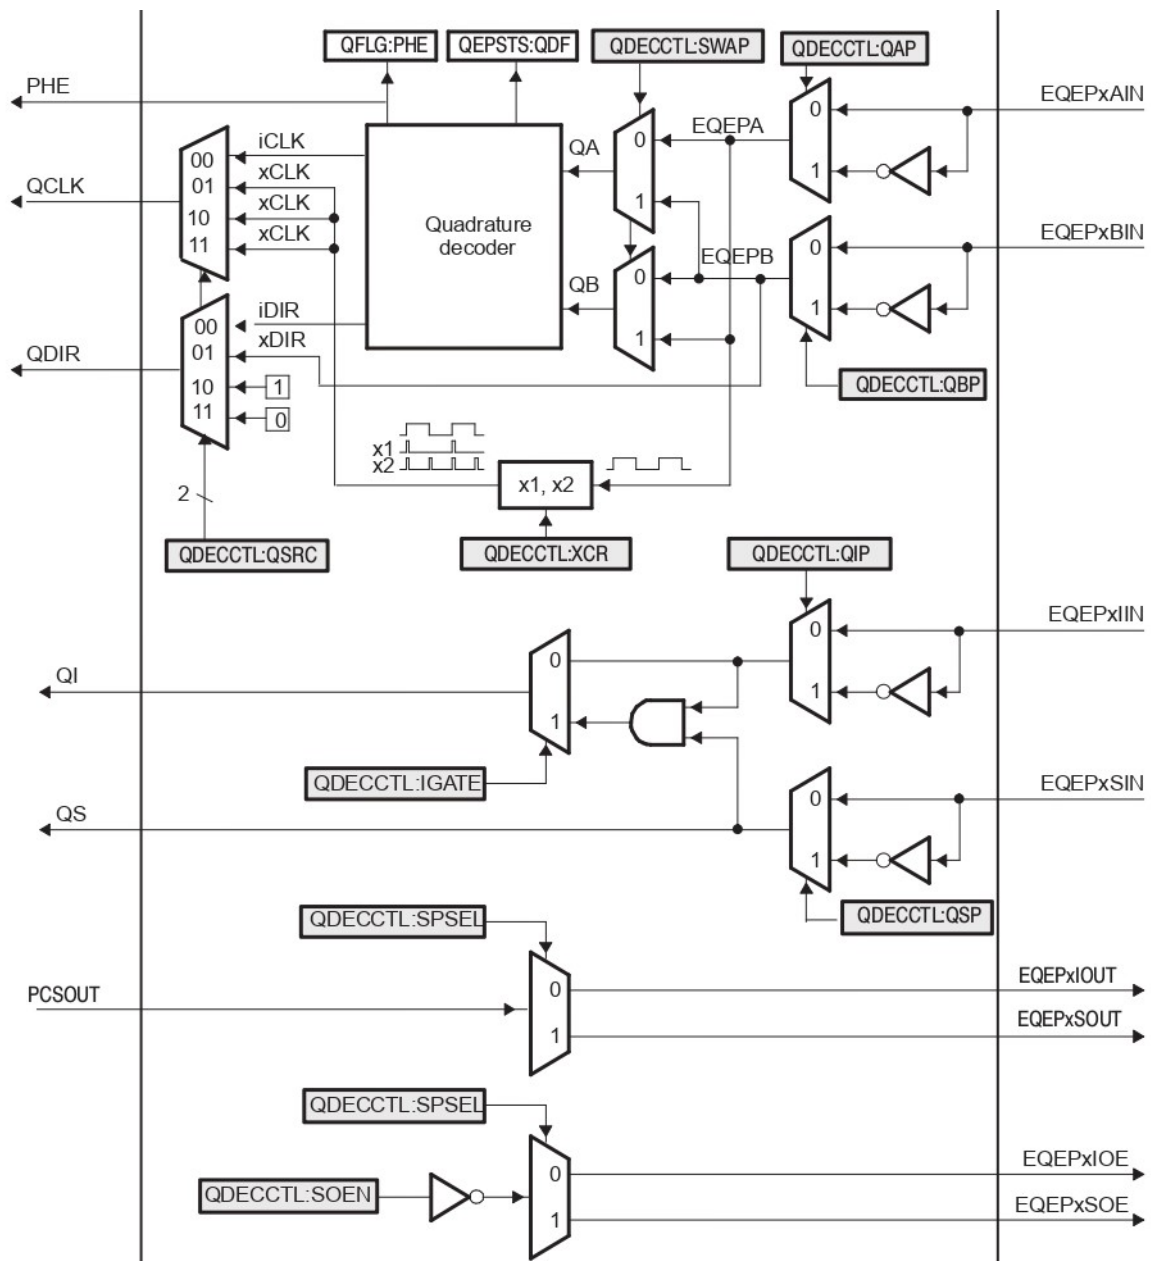 QFLG:PHE
QEPSTS:QDF
QDECCTL:SWAP
QDECCTL:QAP
PHE
EQEPxAIN
0
1
EQEPA
0
1
QA
iCLK
xCLK
xCLK
xCLK
00
01
10
11
QCLK
Quadrature
decoder
EQEPxBIN
0
1
EQEPB
0
1
QB
iDIR
xDIR
00
01
10
11
1
0
QDIR
QDECCTL:QBP
x1
x2
x1, x2
2
QDECCTL:QSRC
QDECCTL:XCR
QDECCTL:QIP
EQEPxIIN
0
1
0
1
QI
QDECCTL:IGATE
EQEPxSIN
0
1
QS
QDECCTL:QSP
QDECCTL:SPSEL
PCSOUT
0
1
EQEPxIOUT
EQEPxSOUT
QDECCTL:SPSEL
QDECCTL:SOEN
0
1
EQEPxIOE
EQEPxSOE